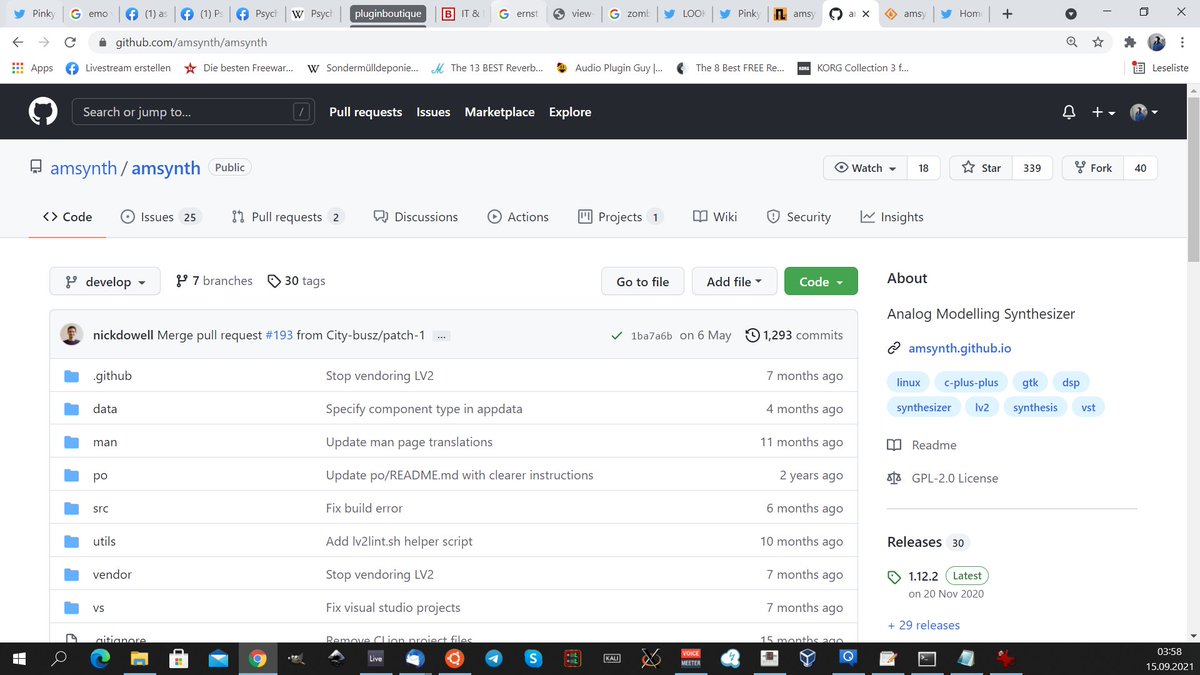 Pinky
emo
(1) as
(1) Ps
Psych
Psych
pluginboutique
IT &
ernst
view-
zomb
LOOK
Pinky
amsy
amsy
Hom
github.com/amsynth/amsynth
Apps
Livestream erstellen
Die besten Freewar...
Sondermülldeponie...
The 13 BEST Reverb...
Audio Plugin Guy |...
The 8 Best FREE Re...
KORG Collection 3 f...
Leseliste
Search or jump to...
/
Pull requests
Issues
Marketplace
Explore
amsynth / amsynth Public
Watch 18
Star 339
Fork 40
Code
Issues 25
Pull requests 2
Discussions
Actions
Projects 1
Wiki
Security
Insights
develop
7 branches
30 tags
Go to file
Add file
Code
nickdowell Merge pull request #193 from City-busz/patch-1 ... 1ba7a6b on 6 May 1,293 commits
.github Stop vendoring LV2 7 months ago
data Specify component type in appdata 4 months ago
man Update man page translations 11 months ago
po Update po/README.md with clearer instructions 2 years ago
src Fix build error 6 months ago
utils Add lv2lint.sh helper script 10 months ago
vendor Stop vendoring LV2 7 months ago
vs Fix visual studio projects 7 months ago
.gitignore Remove CLion project files 15 months ago
About
Analog Modelling Synthesizer
amsynth.github.io
linux c-plus-plus gtk dsp
synthesizer lv2 synthesis vst
Readme
GPL-2.0 License
Releases 30
1.12.2 Latest
on 20 Nov 2020
+ 29 releases
Live
KALI
VOICE
MEETER
03:58
15.09.2021